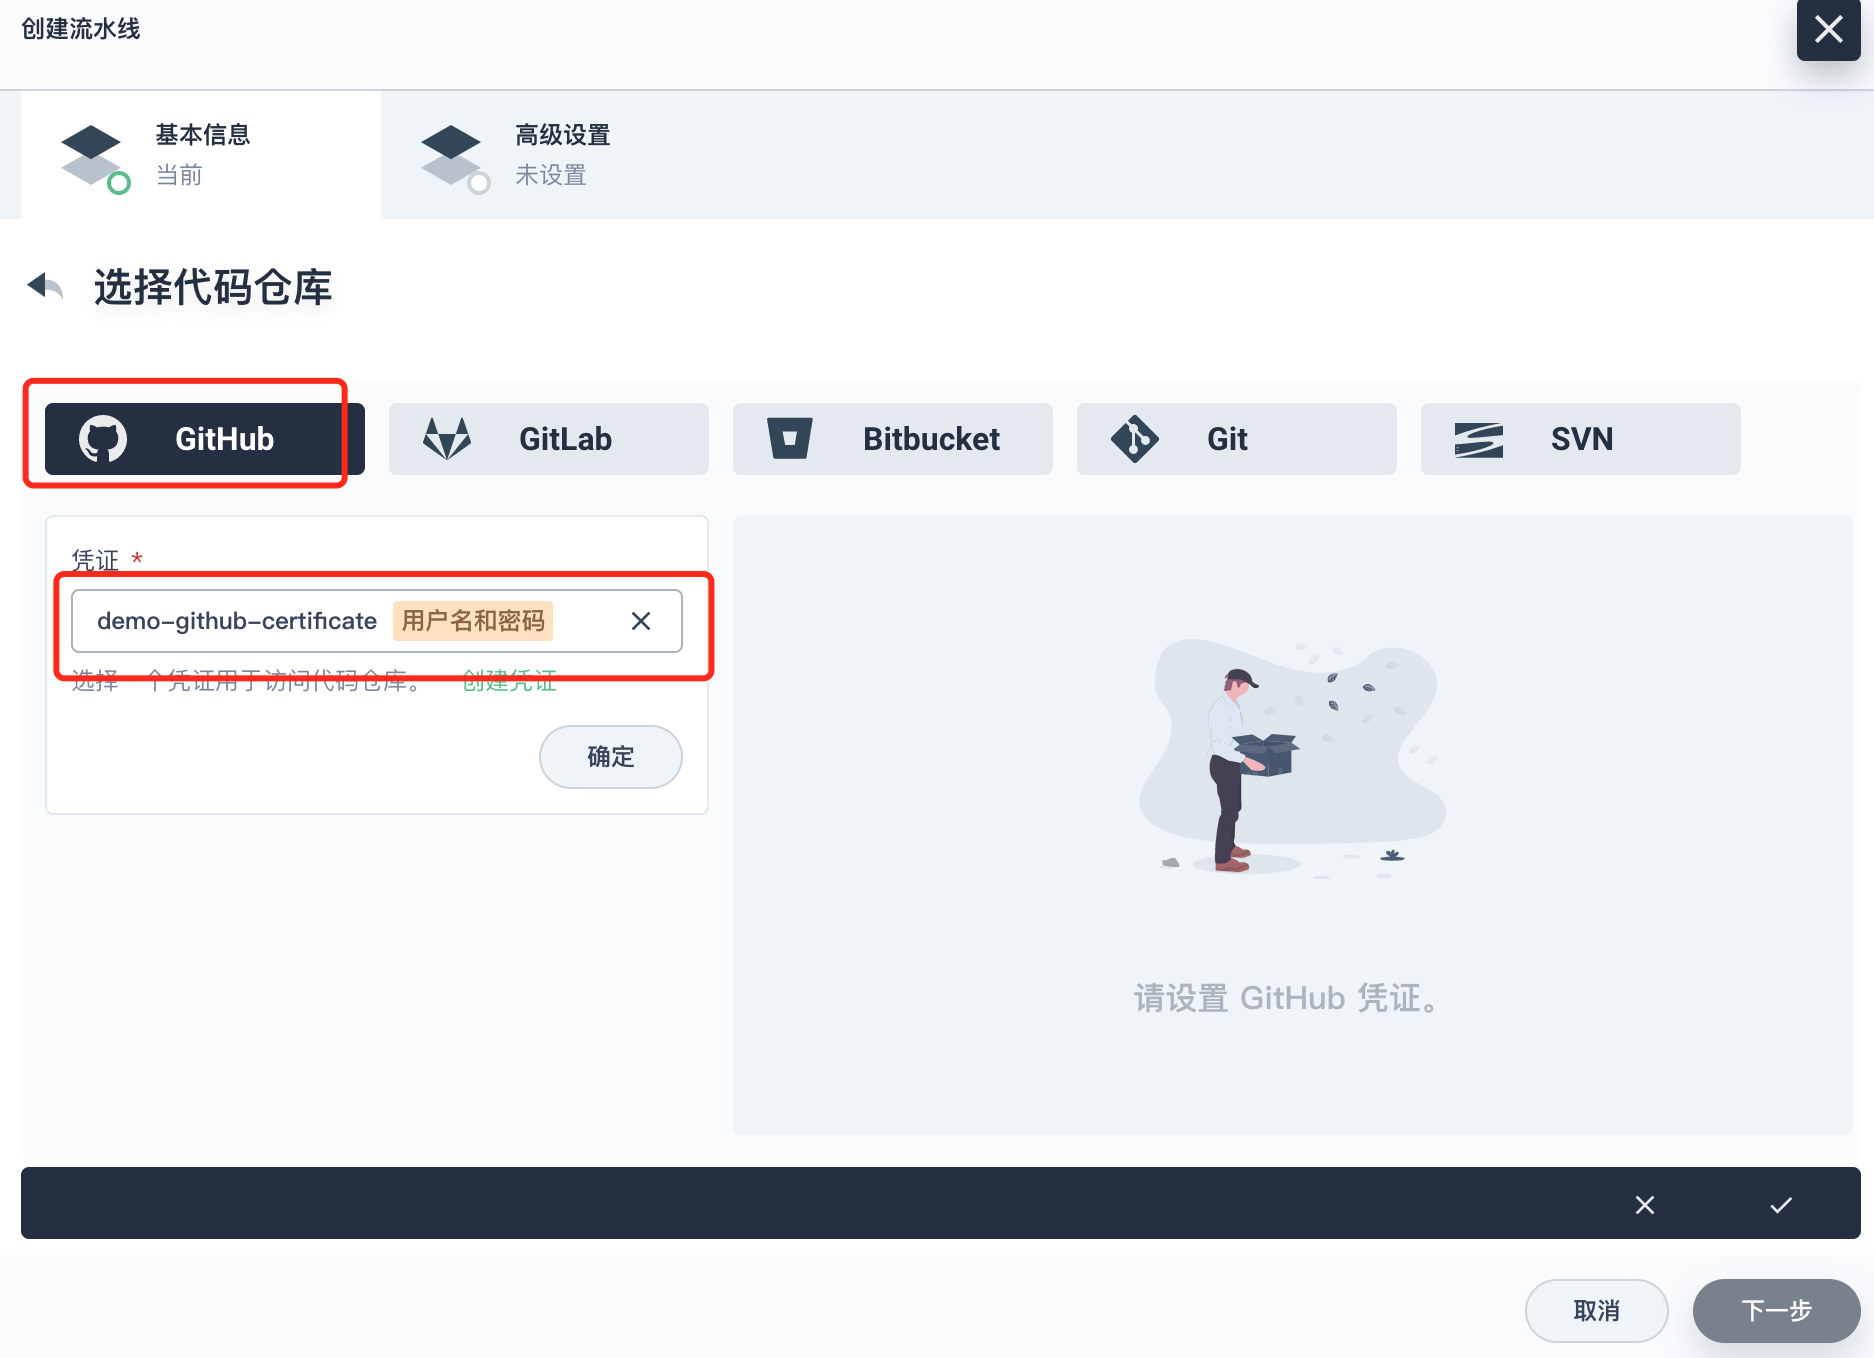 创建流水线
基本信息
当前
高级设置
未设置
选择代码仓库
GitHub
GitLab
Bitbucket
Git
SVN
凭证 *
demo-github-certificate 用户名和密码
选择一个凭证用于访问代码仓库。 创建凭证
确定
请设置 GitHub 凭证。
取消
下一步